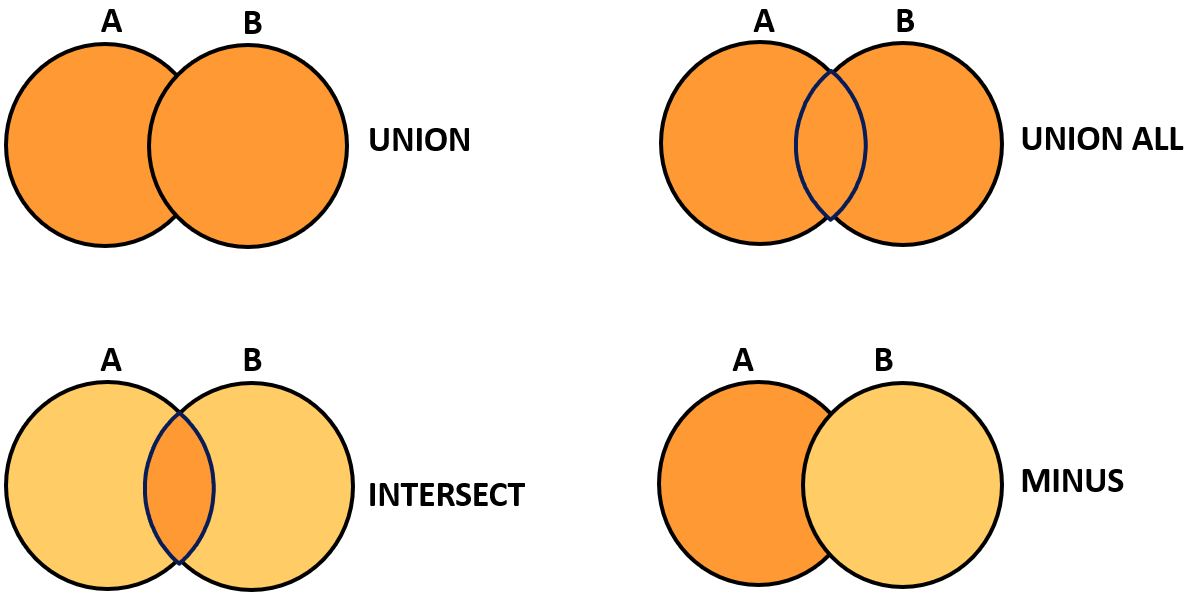 A B
UNION
A B
UNION ALL
A B
INTERSECT
A B
MINUS